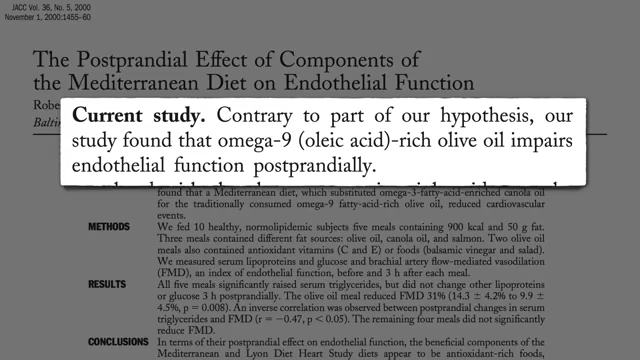 JACC Vol. 36, No. 5, 2000
November 1, 2000:1455–60
The Postprandial Effect of Components of
the Mediterranean Diet on Endothelial Function
Current study. Contrary to part of our hypothesis, our
study found that omega-9 (oleic acid)-rich olive oil impairs
endothelial function postprandially.
found that a Mediterranean diet, which substituted omega-3-fatty-acid-enriched canola oil
for the traditionally consumed omega-9 fatty-acid-rich olive oil, reduced cardiovascular
events.
METHODS We fed 10 healthy, normolipidemic subjects five meals containing 900 kcal and 50 g fat.
Three meals contained different fat sources: olive oil, canola oil, and salmon. Two olive oil
meals also contained antioxidant vitamins (C and E) or foods (balsamic vinegar and salad).
We measured serum lipoproteins and glucose and brachial artery flow-mediated vasodilation
(FMD), an index of endothelial function, before and 3 h after each meal.
RESULTS All five meals significantly raised serum triglycerides, but did not change other lipoproteins
or glucose 3 h postprandially. The olive oil meal reduced FMD 31% (14.3 ± 4.2% to 9.9 ±
4.5%, p = 0.008). An inverse correlation was observed between postprandial changes in serum
triglycerides and FMD (r = −0.47, p < 0.05). The remaining four meals did not significantly
reduce FMD.
CONCLUSIONS In terms of their postprandial effect on endothelial function, the beneficial components of the
Mediterranean and Lyon Diet Heart Study diets appear to be antioxidant-rich foods,